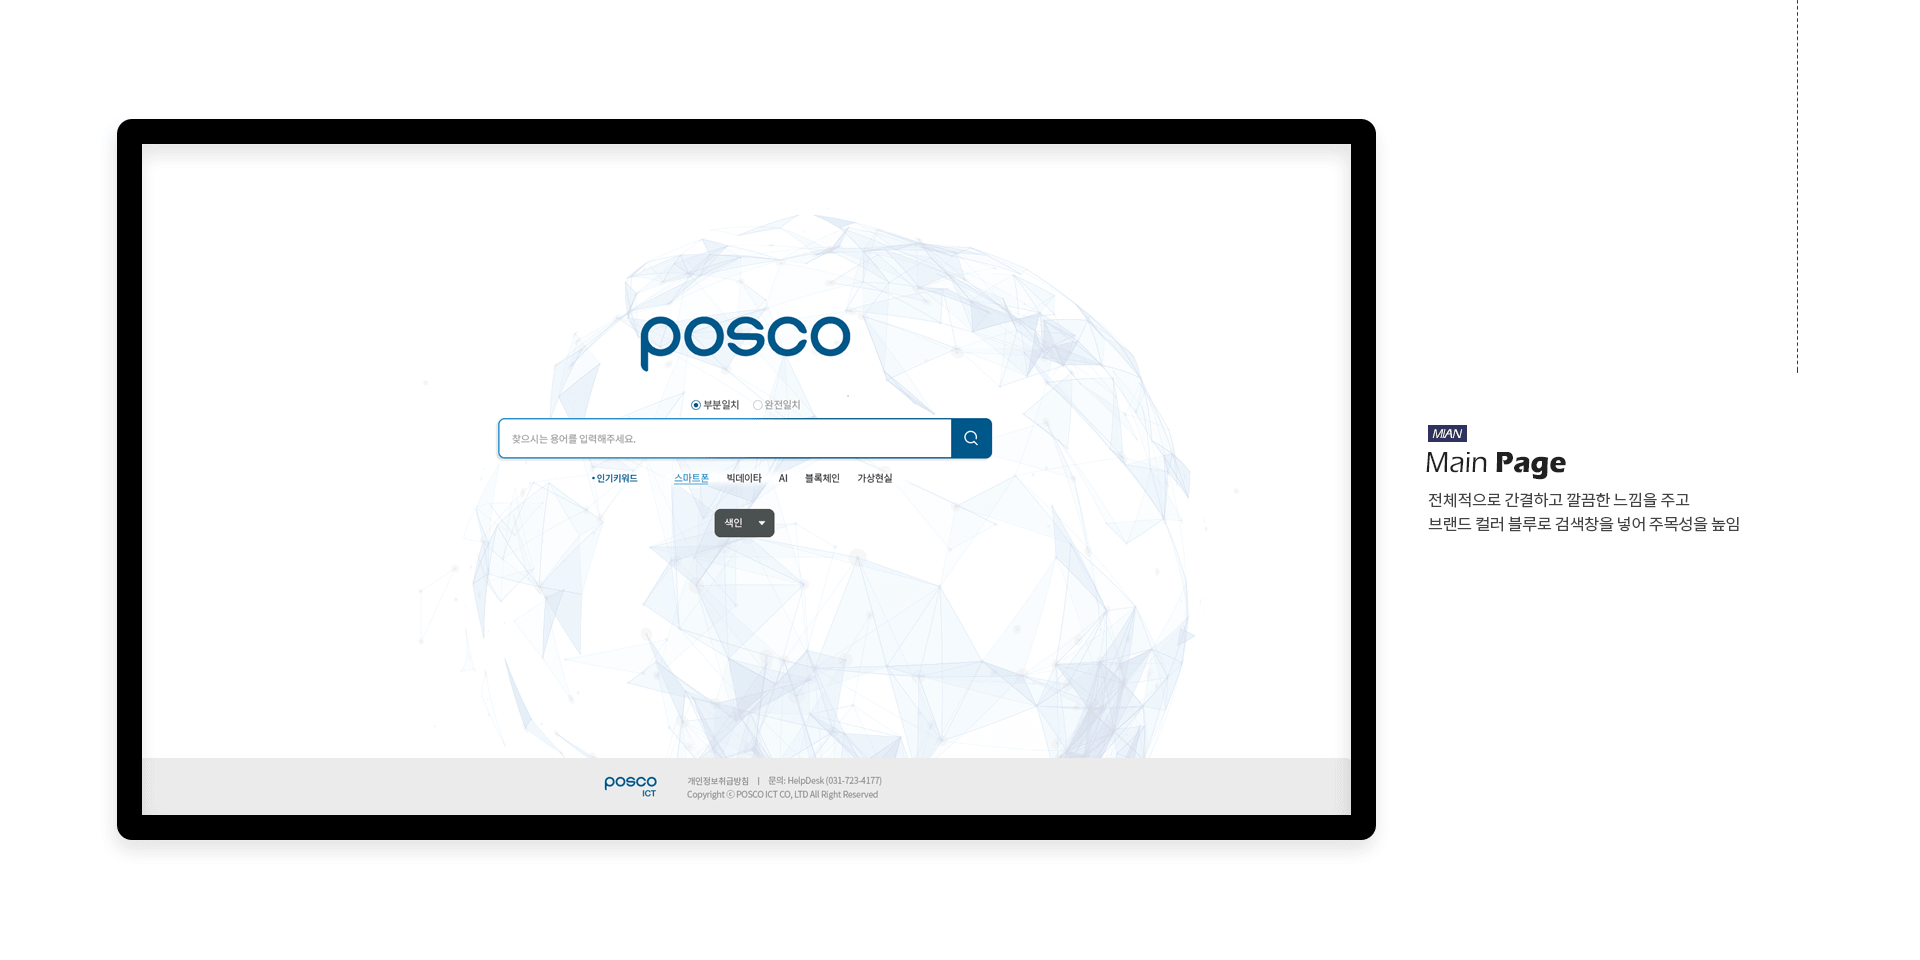 posco
부분일치 완전일치
찾으시는 용어를 입력해주세요.
•인기키워드 스마트폰 빅데이타 AI 블록체인 가상현실
색인
posco
ICT
개인정보취급방침 | 문의: HelpDesk (031-723-4177)
Copyright ⓒ POSCO ICT CO, LTD All Right Reserved
MIAN
Main Page
전체적으로 간결하고 깔끔한 느낌을 주고
브랜드 컬러 블루로 검색창을 넣어 주목성을 높임